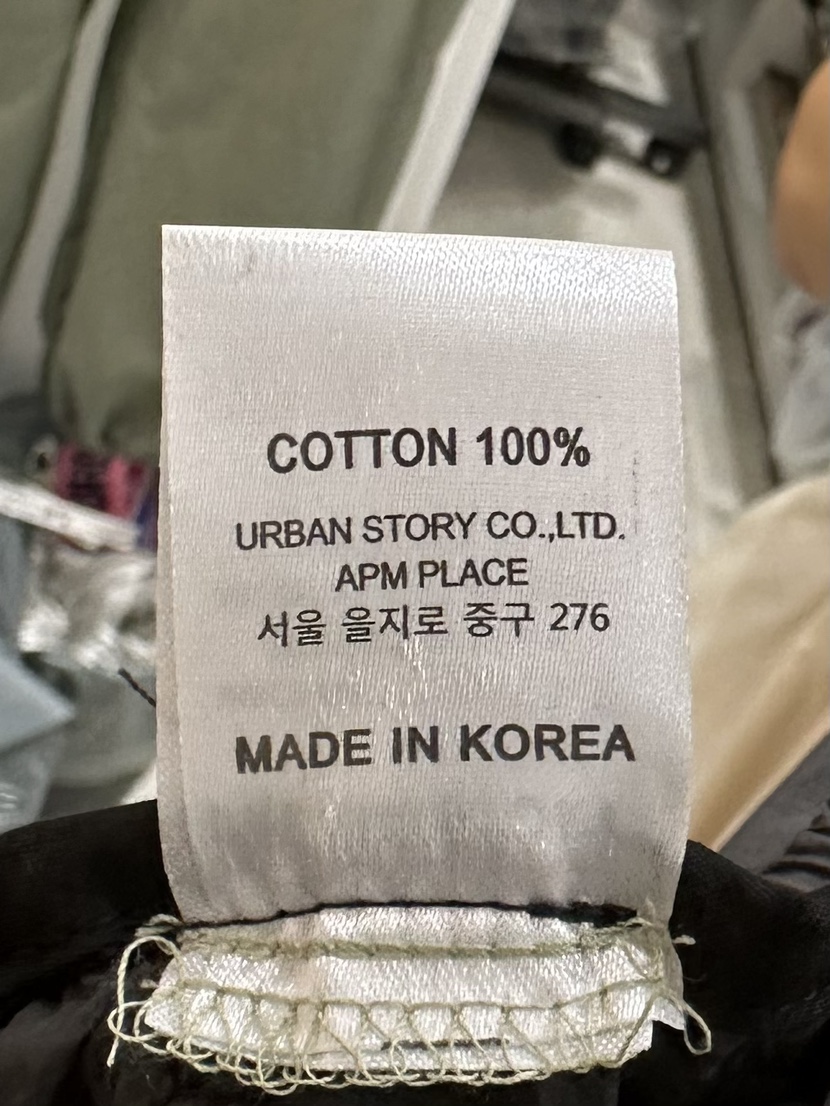 COTTON 100%
URBAN STORY CO.,LTD.
APM PLACE
서울 을지로 중구 276
MADE IN KOREA